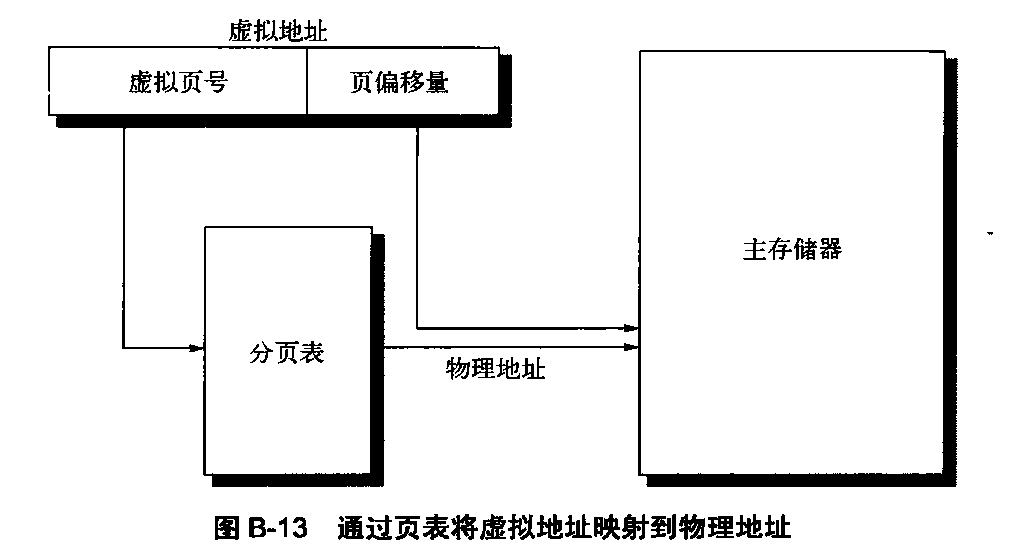 虚拟地址
虚拟页号 页偏移量
主存储器
分页表
物理地址
图 B-13 通过页表将虚拟地址映射到物理地址